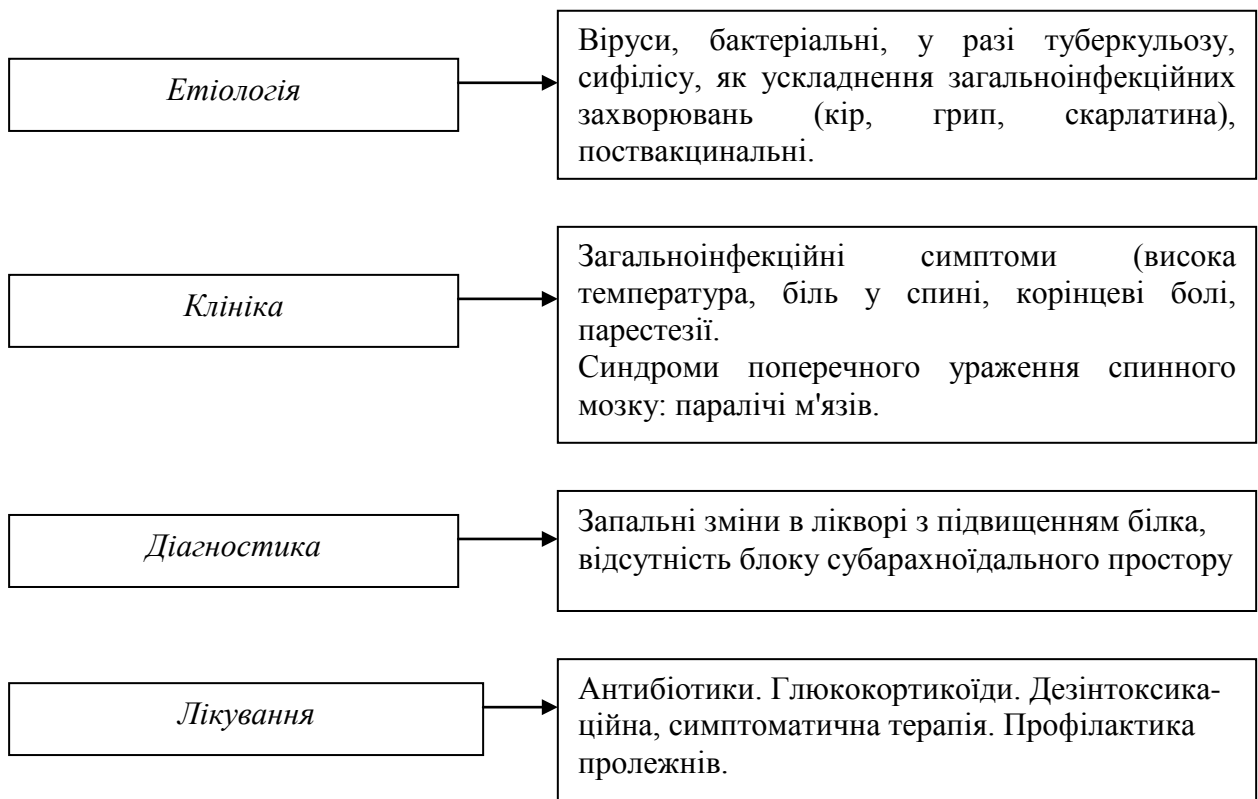 Етіологія
Віруси, бактеріальні, у разі туберкульозу,
сифілісу, як ускладнення загальноінфекційних
захворювань (кір, грип, скарлатина),
поствакцинальні.
Клініка
Загальноінфекційні симптоми (висока
температура, біль у спині, корінцеві болі,
парестезії.
Синдроми поперечного ураження спинного
мозку: паралічі м'язів.
Діагностика
Запальні зміни в лікворі з підвищенням білка,
відсутність блоку субарахноїдального простору
Лікування
Антибіотики. Глюкокортикоїди. Дезінтоксика-
ційна, симптоматична терапія. Профілактика
пролежнів.